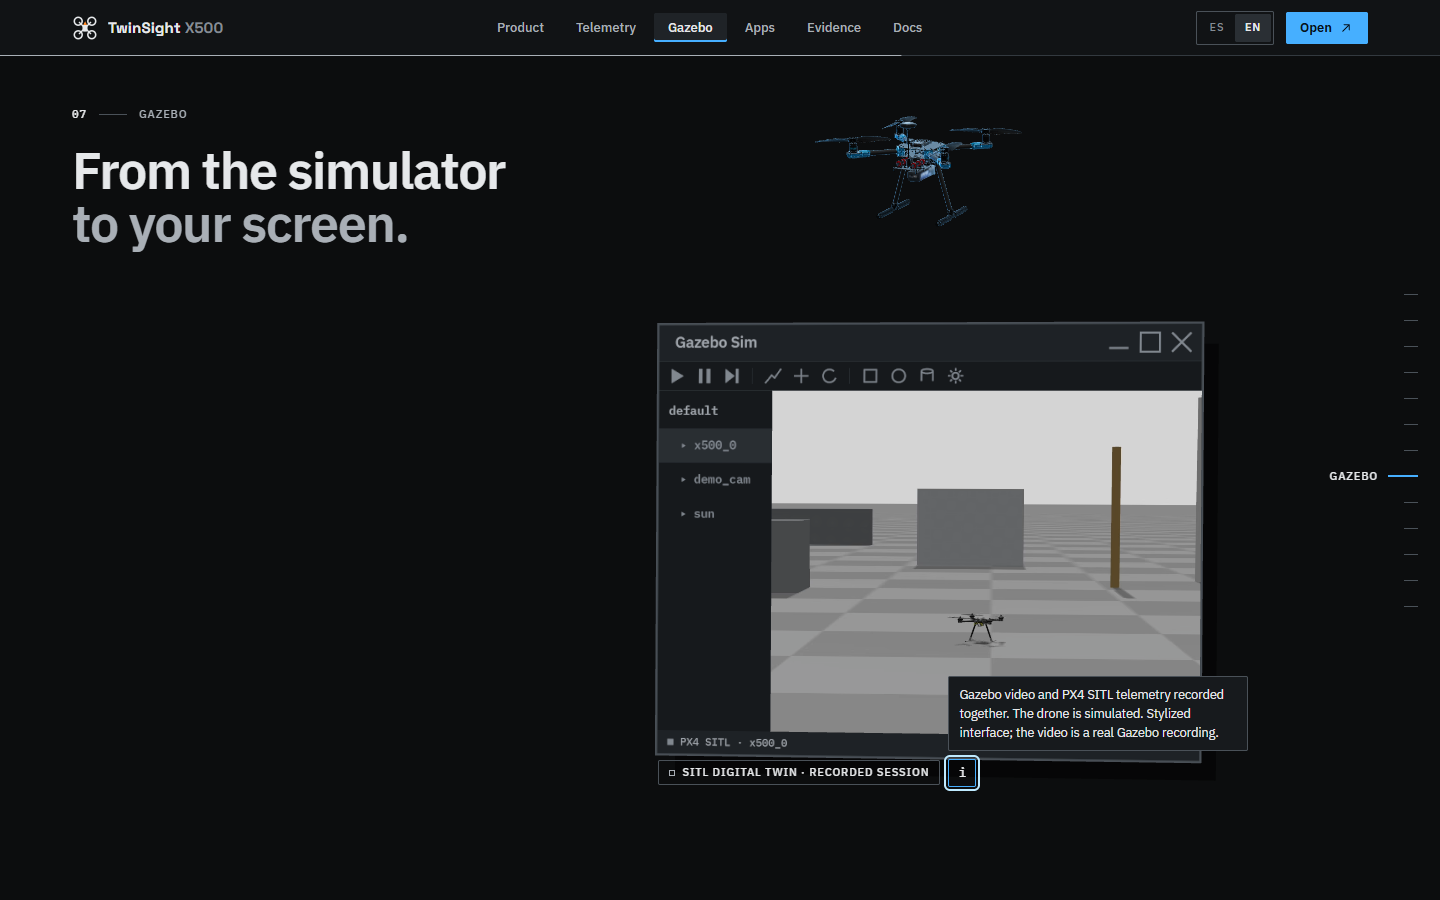 TwinSight X500
Product
Telemetry
Gazebo
Apps
Evidence
Docs
ES
EN
Open
07
GAZEBO
From the simulator
to your screen.
Gazebo Sim
default
x500_0
demo_cam
sun
GAZEBO
Gazebo video and PX4 SITL telemetry recorded
together. The drone is simulated. Stylized
interface; the video is a real Gazebo recording.
PX4 SITL · x500_0
SITL DIGITAL TWIN · RECORDED SESSION
i